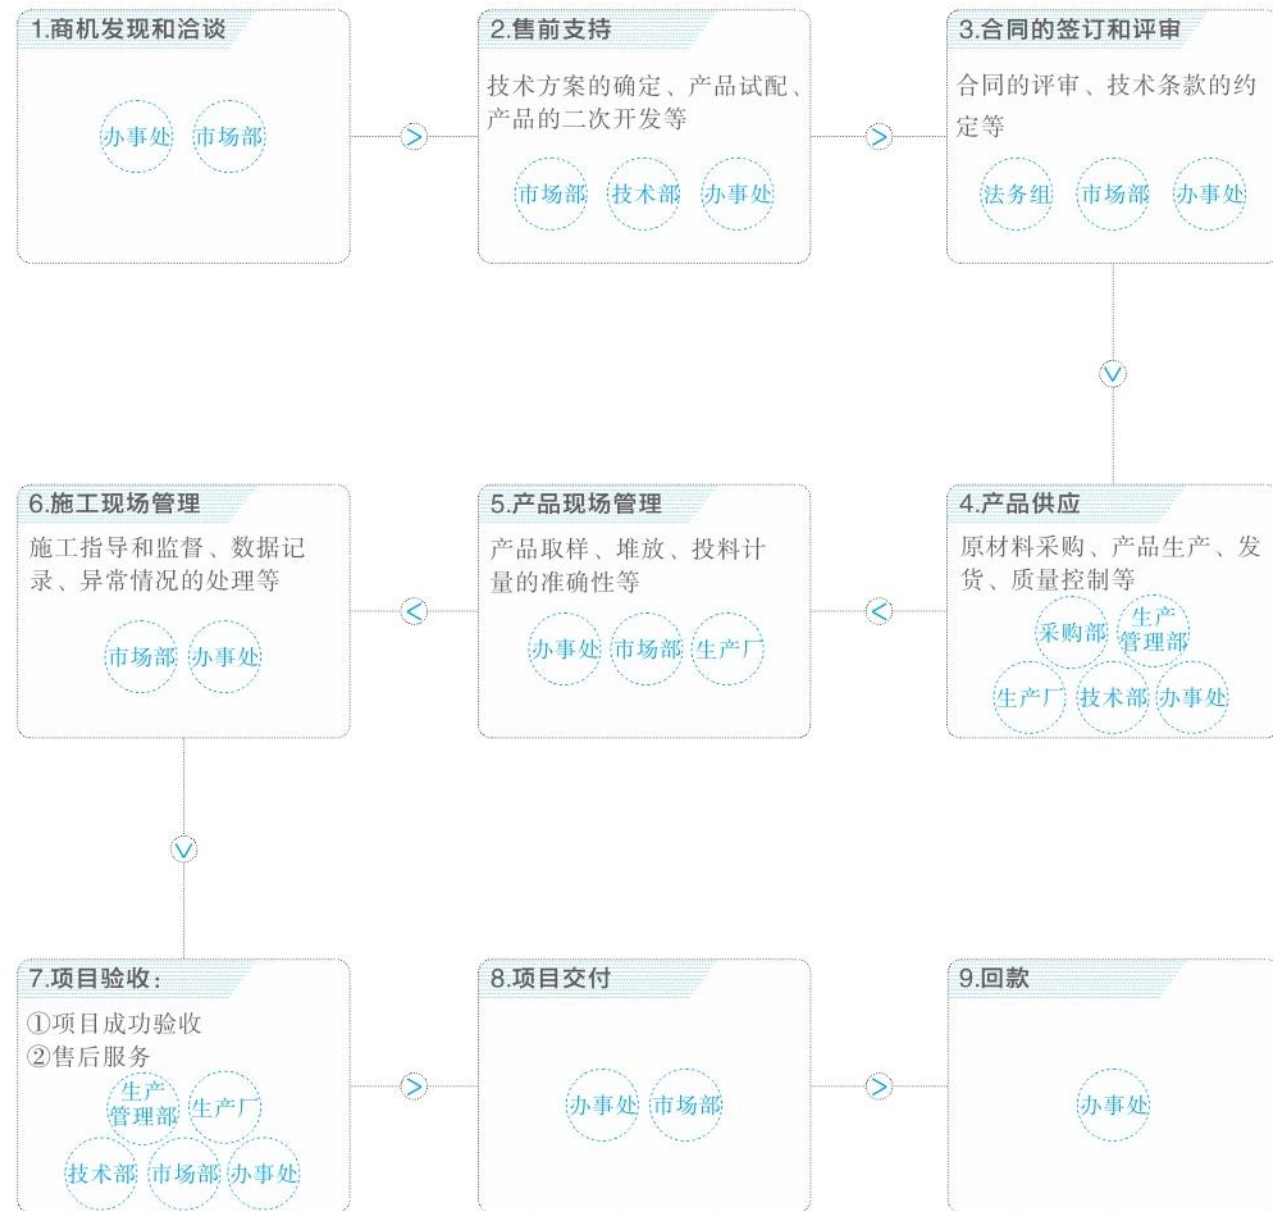 1.商机发现和洽谈
办事处
市场部
2.售前支持
技术方案的确定、产品试配、
产品的二次开发等
市场部
技术部
办事处
3.合同的签订和评审
合同的评审、技术条款的约
定等
法务组
市场部
办事处
4.产品供应
原材料采购、产品生产、发
货、质量控制等
采购部
生产
管理部
生产厂
技术部
办事处
5.产品现场管理
产品取样、堆放、投料计
量的准确性等
办事处
市场部
生产厂
6.施工现场管理
施工指导和监督、数据记
录、异常情况的处理等
市场部
办事处
7.项目验收：
①项目成功验收
②售后服务
生产
管理部
生产厂
技术部
市场部
办事处
8.项目交付
办事处
市场部
9.回款
办事处